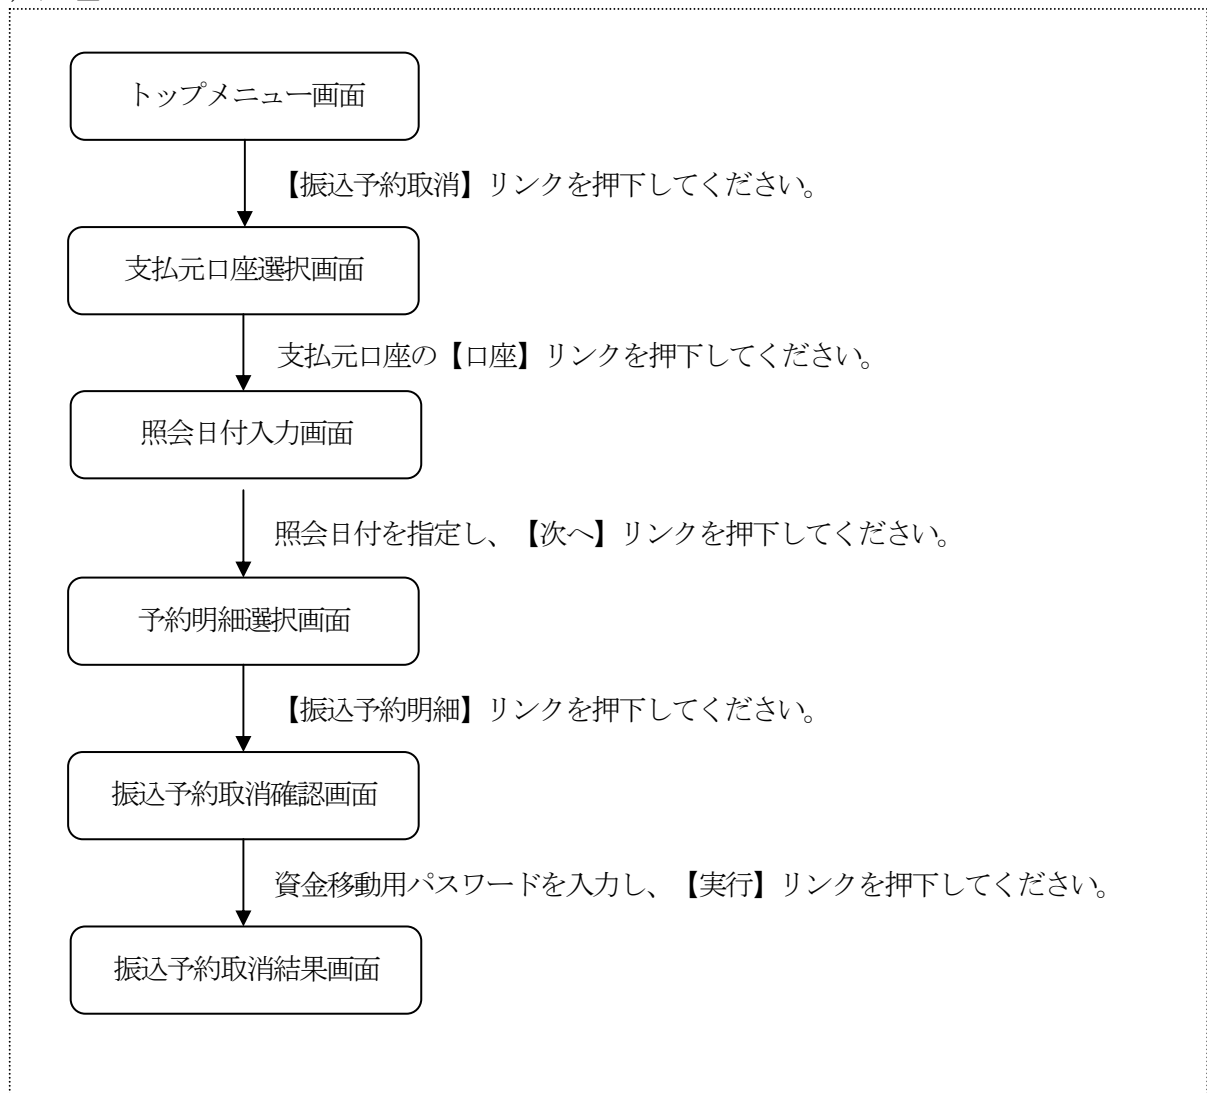 トップメニュー画面
【振込予約取消】リンクを押下してください。
支払元口座選択画面
支払元口座の【口座】リンクを押下してください。
照会日付入力画面
照会日付を指定し、【次へ】リンクを押下してください。
予約明細選択画面
【振込予約明細】リンクを押下してください。
振込予約取消確認画面
資金移動用パスワードを入力し、【実行】リンクを押下してください。
振込予約取消結果画面